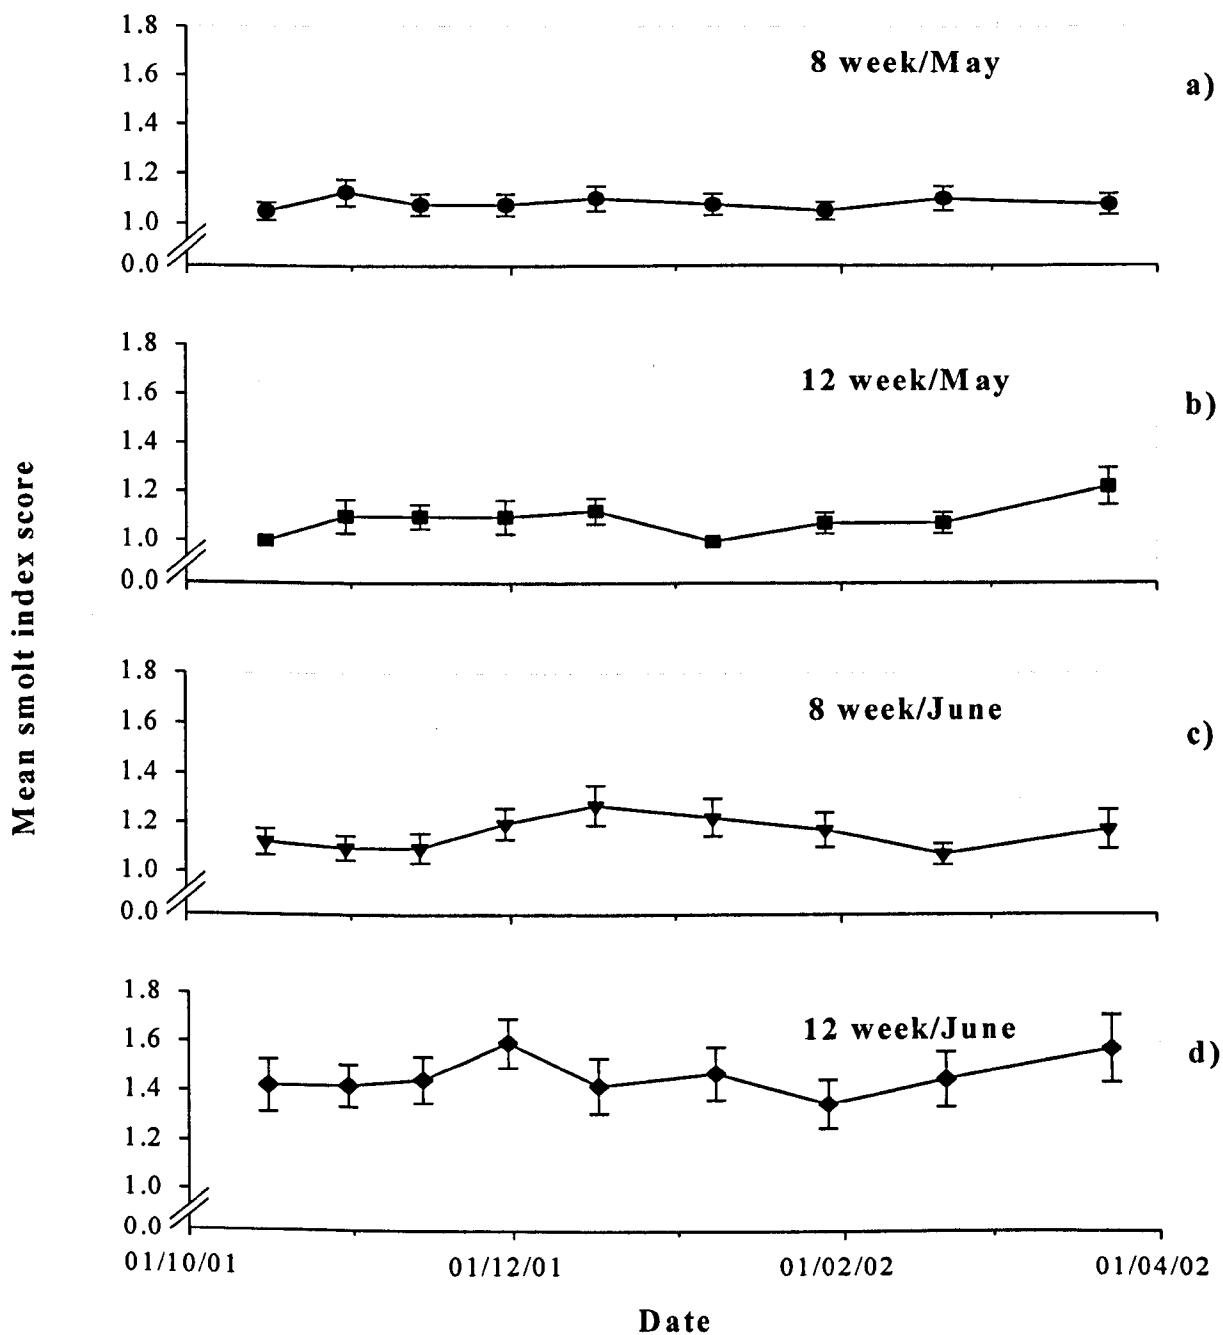 1.8
8 week/May
a)
1.6
1.4
1.2
1.0
0.0
1.8
12 week/May
b)
1.6
1.4
1.2
1.0
0.0
Mean smolt index score
1.8
8 week/June
c)
1.6
1.4
1.2
1.0
0.0
1.8
12 week/June
d)
1.6
1.4
1.2
1.0
0.0
01/10/01 01/12/01 01/02/02 01/04/02
Date